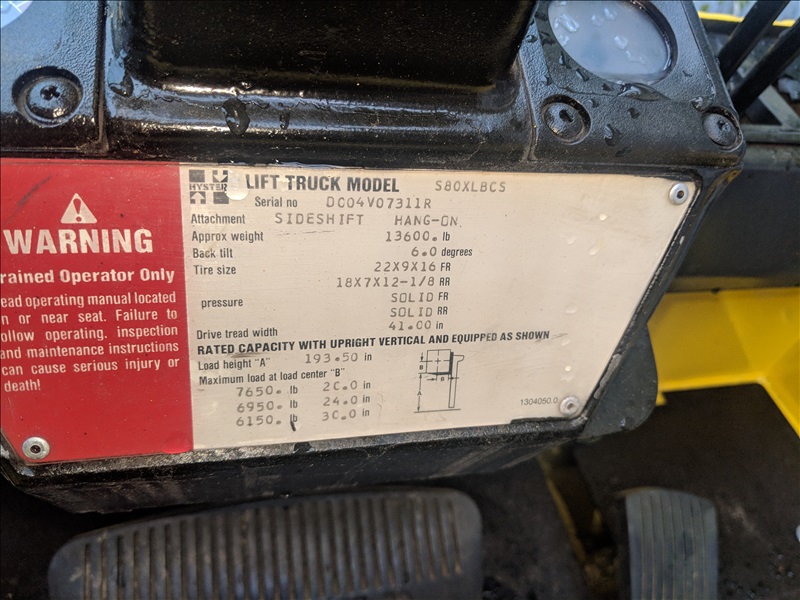 WARNING
rained Operator Only
ead operating manual located
n or near seat. Failure to
ollow operating. inspection
and maintenance instructions
can cause serious injury or
death!
HYSTER LIFT TRUCK MODEL S80XLBCS
Serial no D004V07311R
Attachment SIDESHIFT HANG-ON
Approx weight 13600. lb
Back tilt 6.0 degrees
Tire size 22X9X16 FR
18X7X12-1/8 RR
pressure SOLID FR
SOLID RR
Drive tread width 41.00 in
RATED CAPACITY WITH UPRIGHT VERTICAL AND EQUIPPED AS SHOWN
Load height "A" 193.50 in
Maximum load at load center "B"
7650. lb 20.0 in
6950. lb 24.0 in
6150. lb 30.0 in
B
B
A
1304050.0